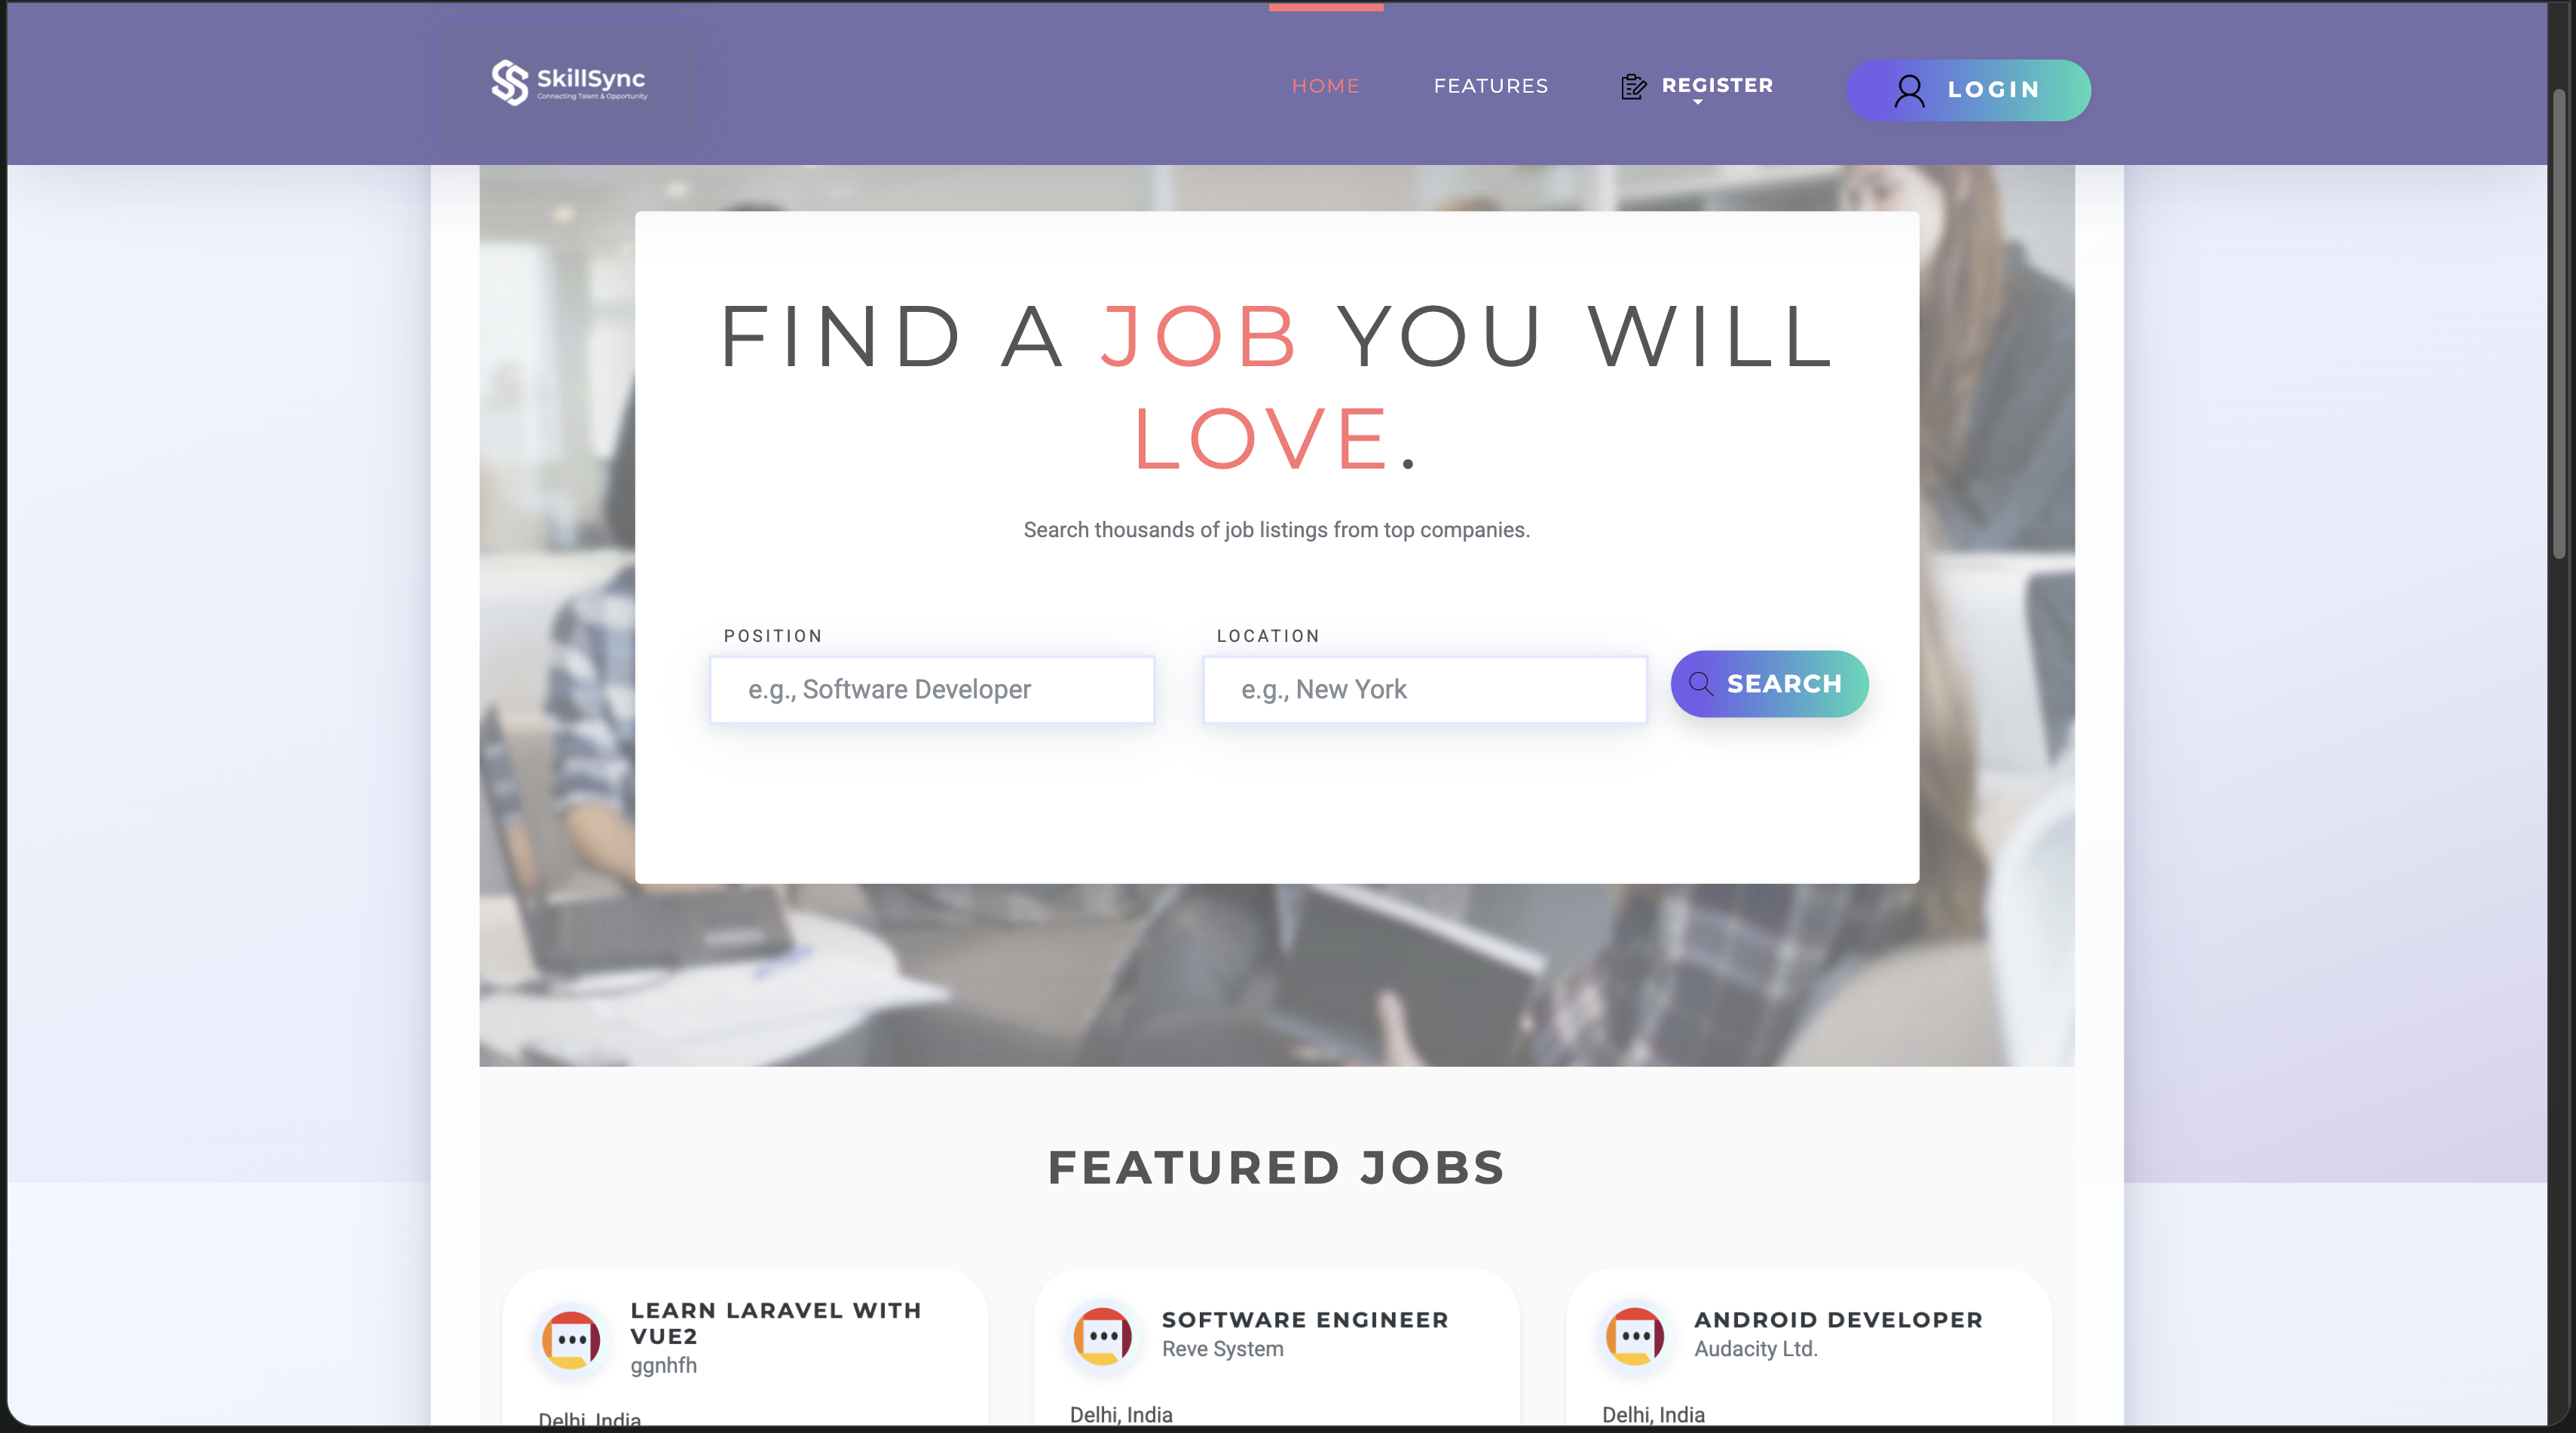 SkillSync
Connecting Talent & Opportunity
HOME
FEATURES
REGISTER
LOGIN
FIND A JOB YOU WILL
LOVE.
Search thousands of job listings from top companies.
POSITION
LOCATION
e.g., Software Developer
e.g., New York
SEARCH
FEATURED JOBS
LEARN LARAVEL WITH
VUE2
ggnhfh
Delhi, India
SOFTWARE ENGINEER
Reve System
Delhi, India
ANDROID DEVELOPER
Audacity Ltd.
Delhi, India